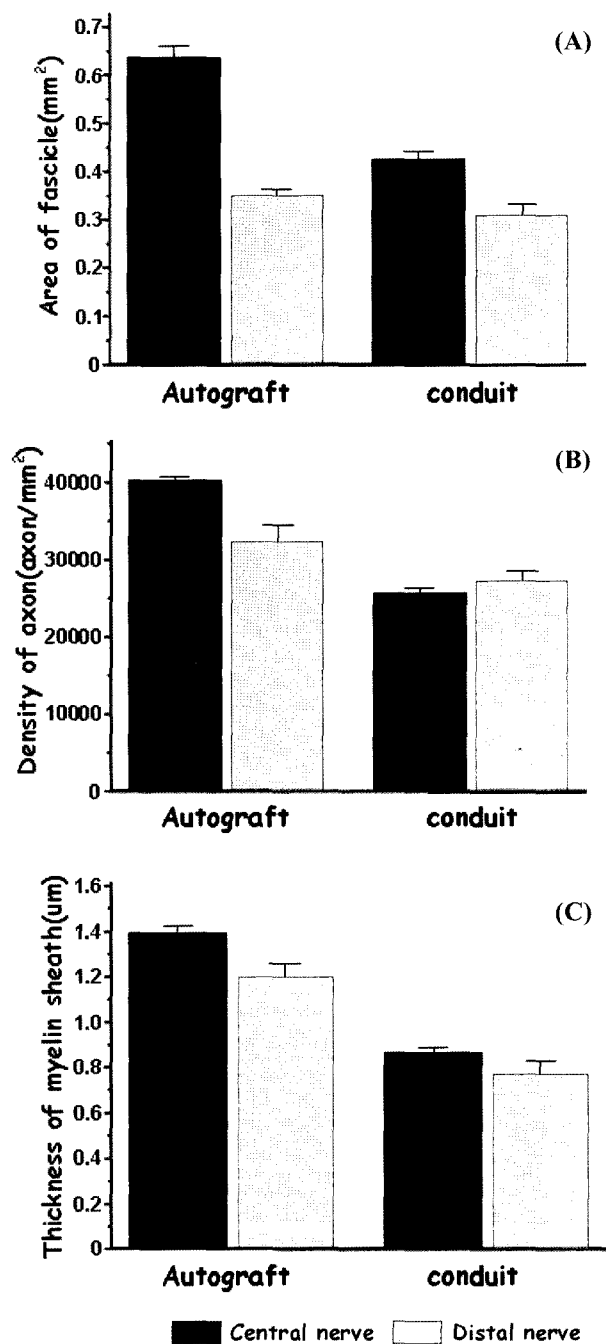 (A)
Area of fascicle(mm²)
0.7
0.6
0.5
0.4
0.3
0.2
0.1
0
Autograft conduit
(B)
Density of axon(axon/mm²)
40000
30000
20000
10000
0
Autograft conduit
(C)
Thickness of myelin sheath(um)
1.6
1.4
1.2
1.0
0.8
0.6
0.4
0.2
0
Autograft conduit
Central nerve Distal nerve